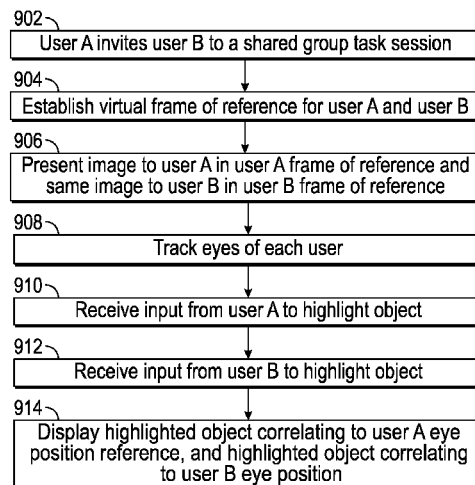 902
User A invites user B to a shared group task session
904
Establish virtual frame of reference for user A and user B
906
Present image to user A in user A frame of reference and
same image to user B in user B frame of reference
908
Track eyes of each user
910
Receive input from user A to highlight object
912
Receive input from user B to highlight object
914
Display highlighted object correlating to user A eye
position reference, and highlighted object correlating
to user B eye position